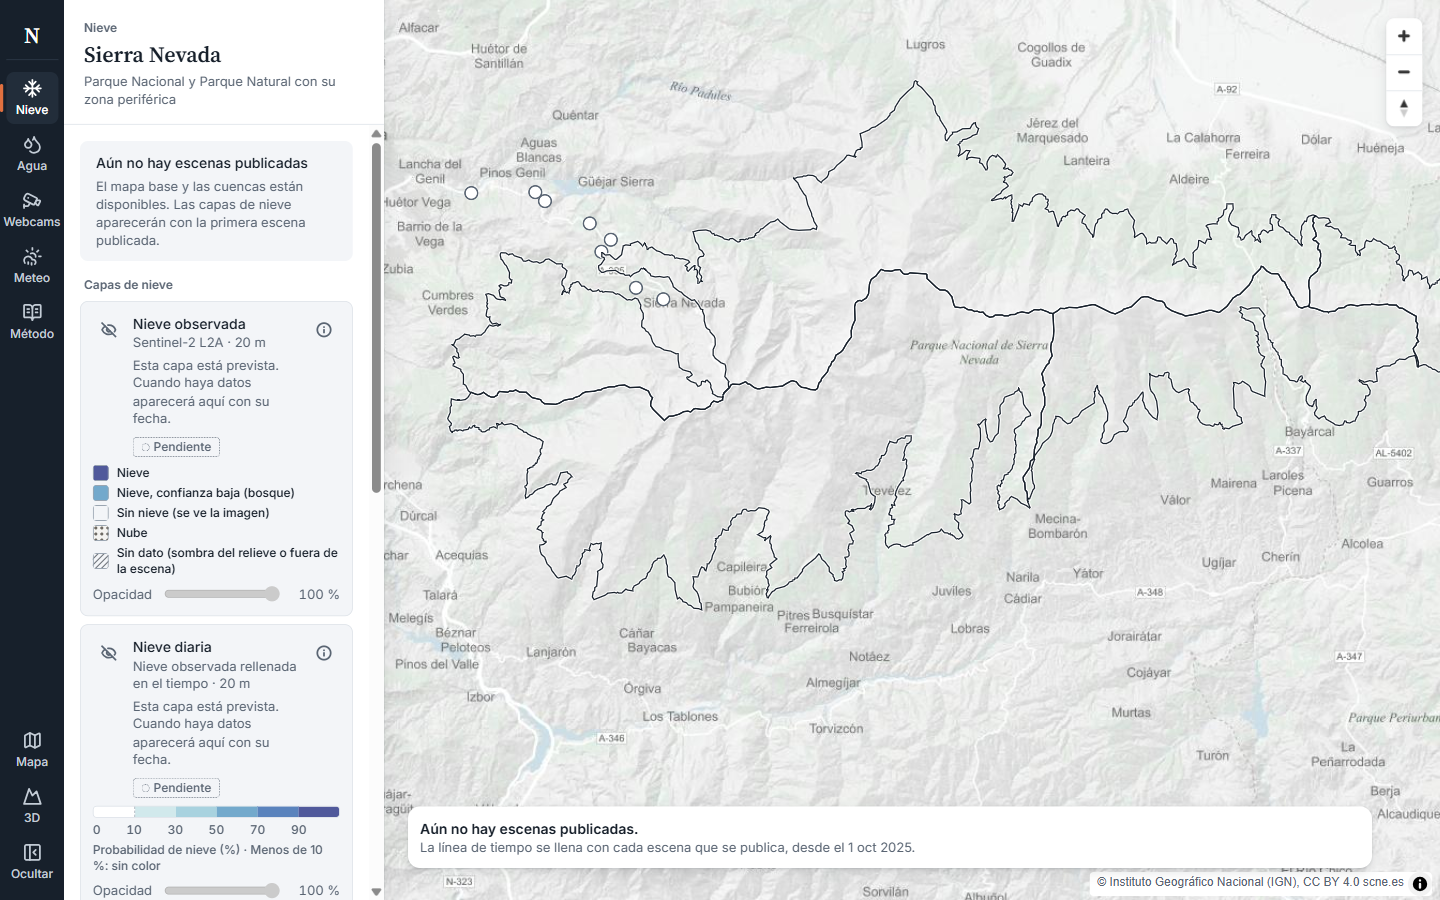 N
Nieve
Agua
Webcams
Meteo
Método
Mapa
3D
Ocultar
Nieve
Sierra Nevada
Parque Nacional y Parque Natural con su
zona periférica
Aún no hay escenas publicadas
El mapa base y las cuencas están
disponibles. Las capas de nieve
aparecerán con la primera escena
publicada.
Capas de nieve
Nieve observada
Sentinel-2 L2A · 20 m
Esta capa está prevista.
Cuando haya datos
aparecerá aquí con su
fecha.
Pendiente
Nieve
Nieve, confianza baja (bosque)
Sin nieve (se ve la imagen)
Nube
Sin dato (sombra del relieve o fuera de
la escena)
Opacidad 100 %
Nieve diaria
Nieve observada rellenada
en el tiempo · 20 m
Esta capa está prevista.
Cuando haya datos
aparecerá aquí con su
fecha.
Pendiente
0 10 30 50 70 90
Probabilidad de nieve (%) · Menos de 10
%: sin color
Opacidad 100 %
Alfacar
Huétor de
Santillán
Lugros
Cogollos de
Guadix
Río Padules
A-92
Quéntar
Jérez del
Marquesado
La Calahorra
Dólar
Huéneja
Ferreira
Lanteira
Aldeire
Aguas
Blancas
Lancha del
Genil
Pinos Genil
Güéjar Sierra
Huétor Vega
Barrio de la
Vega
Zubia
A-395
Cumbres
Verdes
Sierra Nevada
Parque Nacional de Sierra
Nevada
Bayárcal
A-337
AL-5402
Laroles
Picena
Mairena
Guarros
Válor
Trevélez
Mecina-
Bombarón
Dúrcal
Acequias
Alcolea
Cherín
Ugíjar
Yátor
Narila
Cádiar
A-348
Juviles
Capileira
Bubión
Pampaneira
Pitres
Ferreirola
Busquístar
Talará
Melegís
Béznar
Peloteos
Pinos del Valle
Cáñar
Bayacas
Lanjarón
Lobras
Jorairátar
Notáez
A-347
Cojáyar
Almegíjar
Órgiva
Izbor
Los Tablones
Torvizcón
Murtas
A-346
Turón
La
Peñarrodada
Berja
Alcaudique
Aún no hay escenas publicadas.
La línea de tiempo se llena con cada escena que se publica, desde el 1 oct 2025.
N-323
Sorvilán
Albuñol
© Instituto Geográfico Nacional (IGN), CC BY 4.0 scne.es